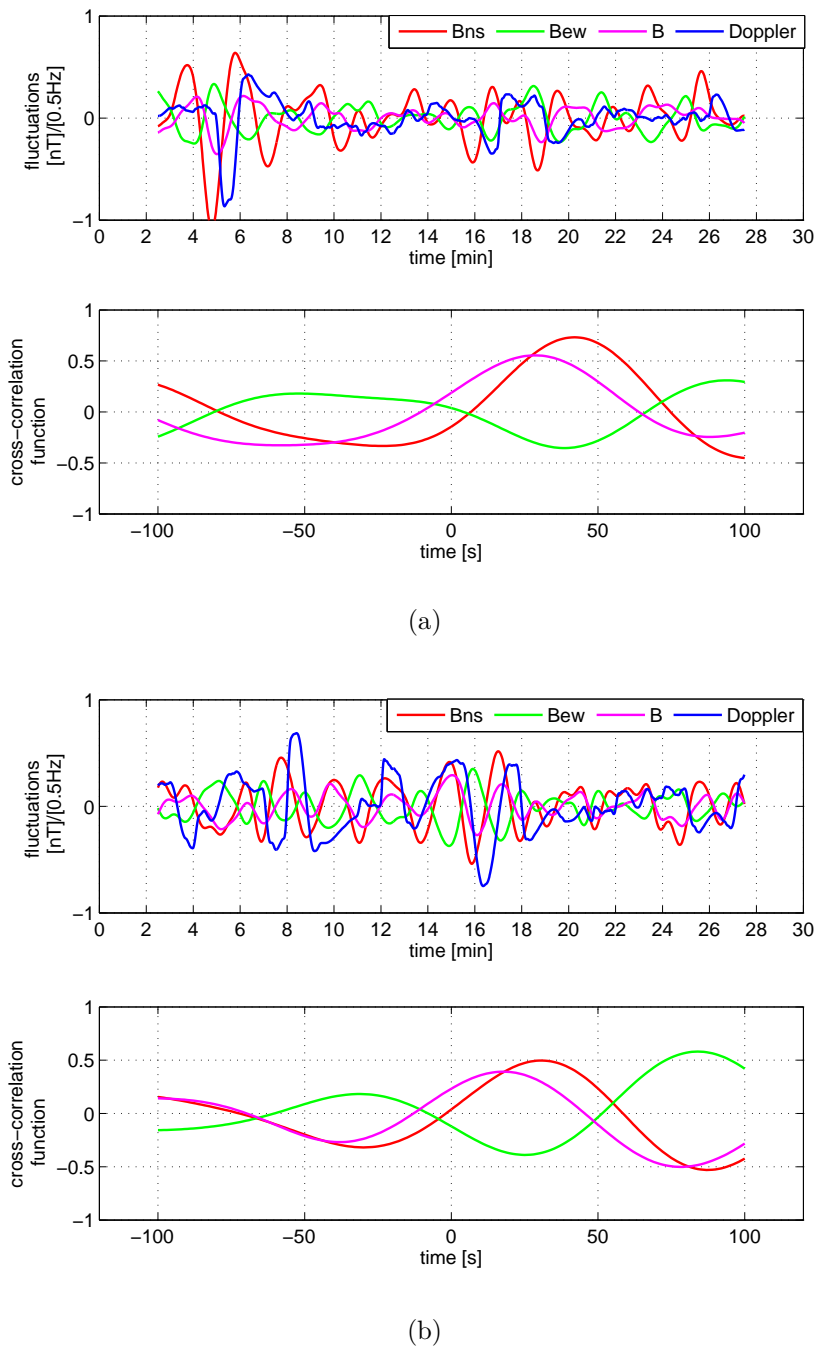 1
0.5
0
−0.5
−1
fluctuations
[nT]/[0.5Hz]
Bns Bew B Doppler
0 2 4 6 8 10 12 14 16 18 20 22 24 26 28 30
time [min]
1
0.5
0
−0.5
−1
cross−correlation
function
−100 −50 0 50 100
time [s]
(a)
1
0
−1
fluctuations
[nT]/[0.5Hz]
Bns Bew B Doppler
0 2 4 6 8 10 12 14 16 18 20 22 24 26 28 30
time [min]
1
0.5
0
−0.5
−1
cross−correlation
function
−100 −50 0 50 100
time [s]
(b)